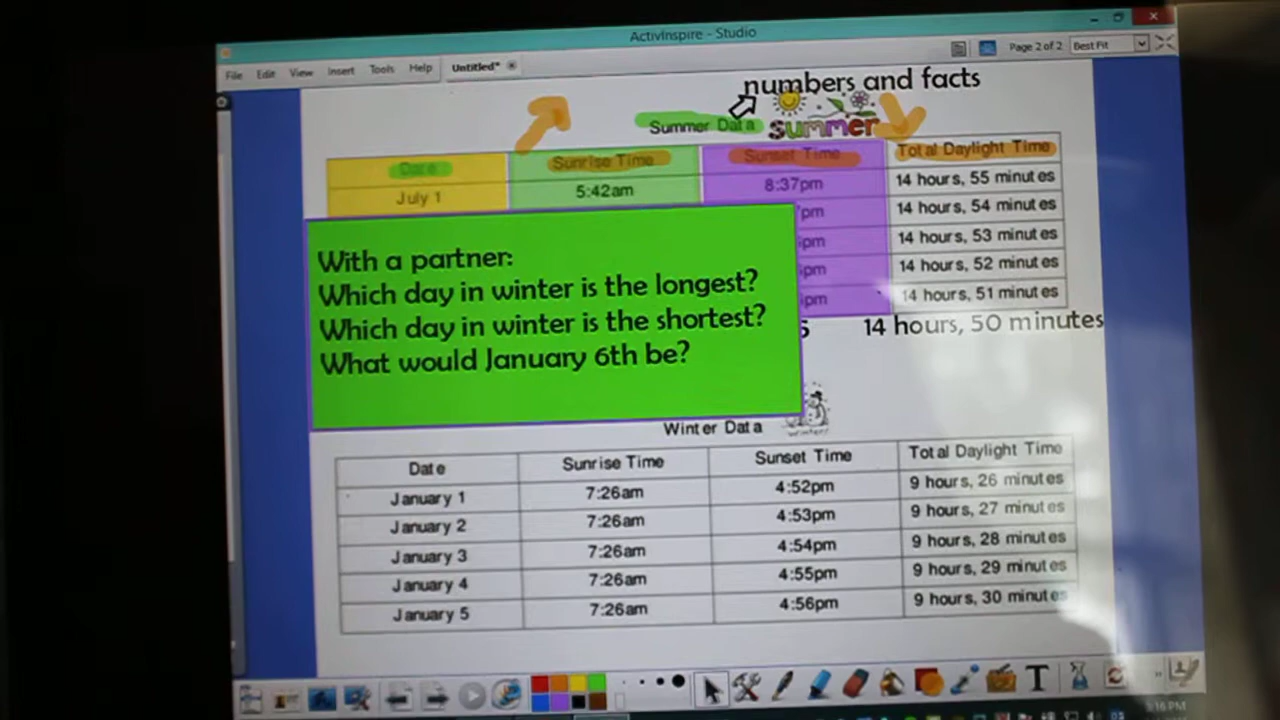 ActivInspire - Studio
File Edit View Insert Tools Help Untitled*
Page 2 of 2 Best Fit
numbers and facts
Summer Data summer
Date Sunrise Time Sunset Time Total Daylight Time
July 1 5:42am 8:37pm 14 hours, 55 minutes
pm 14 hours, 54 minutes
pm 14 hours, 53 minutes
pm 14 hours, 52 minutes
pm 14 hours, 51 minutes
14 hours, 50 minutes
With a partner:
Which day in winter is the longest?
Which day in winter is the shortest?
What would January 6th be?
Winter Data
Date Sunrise Time Sunset Time Total Daylight Time
January 1 7:26am 4:52pm 9 hours, 26 minutes
January 2 7:26am 4:53pm 9 hours, 27 minutes
January 3 7:26am 4:54pm 9 hours, 28 minutes
January 4 7:26am 4:55pm 9 hours, 29 minutes
January 5 7:26am 4:56pm 9 hours, 30 minutes
T